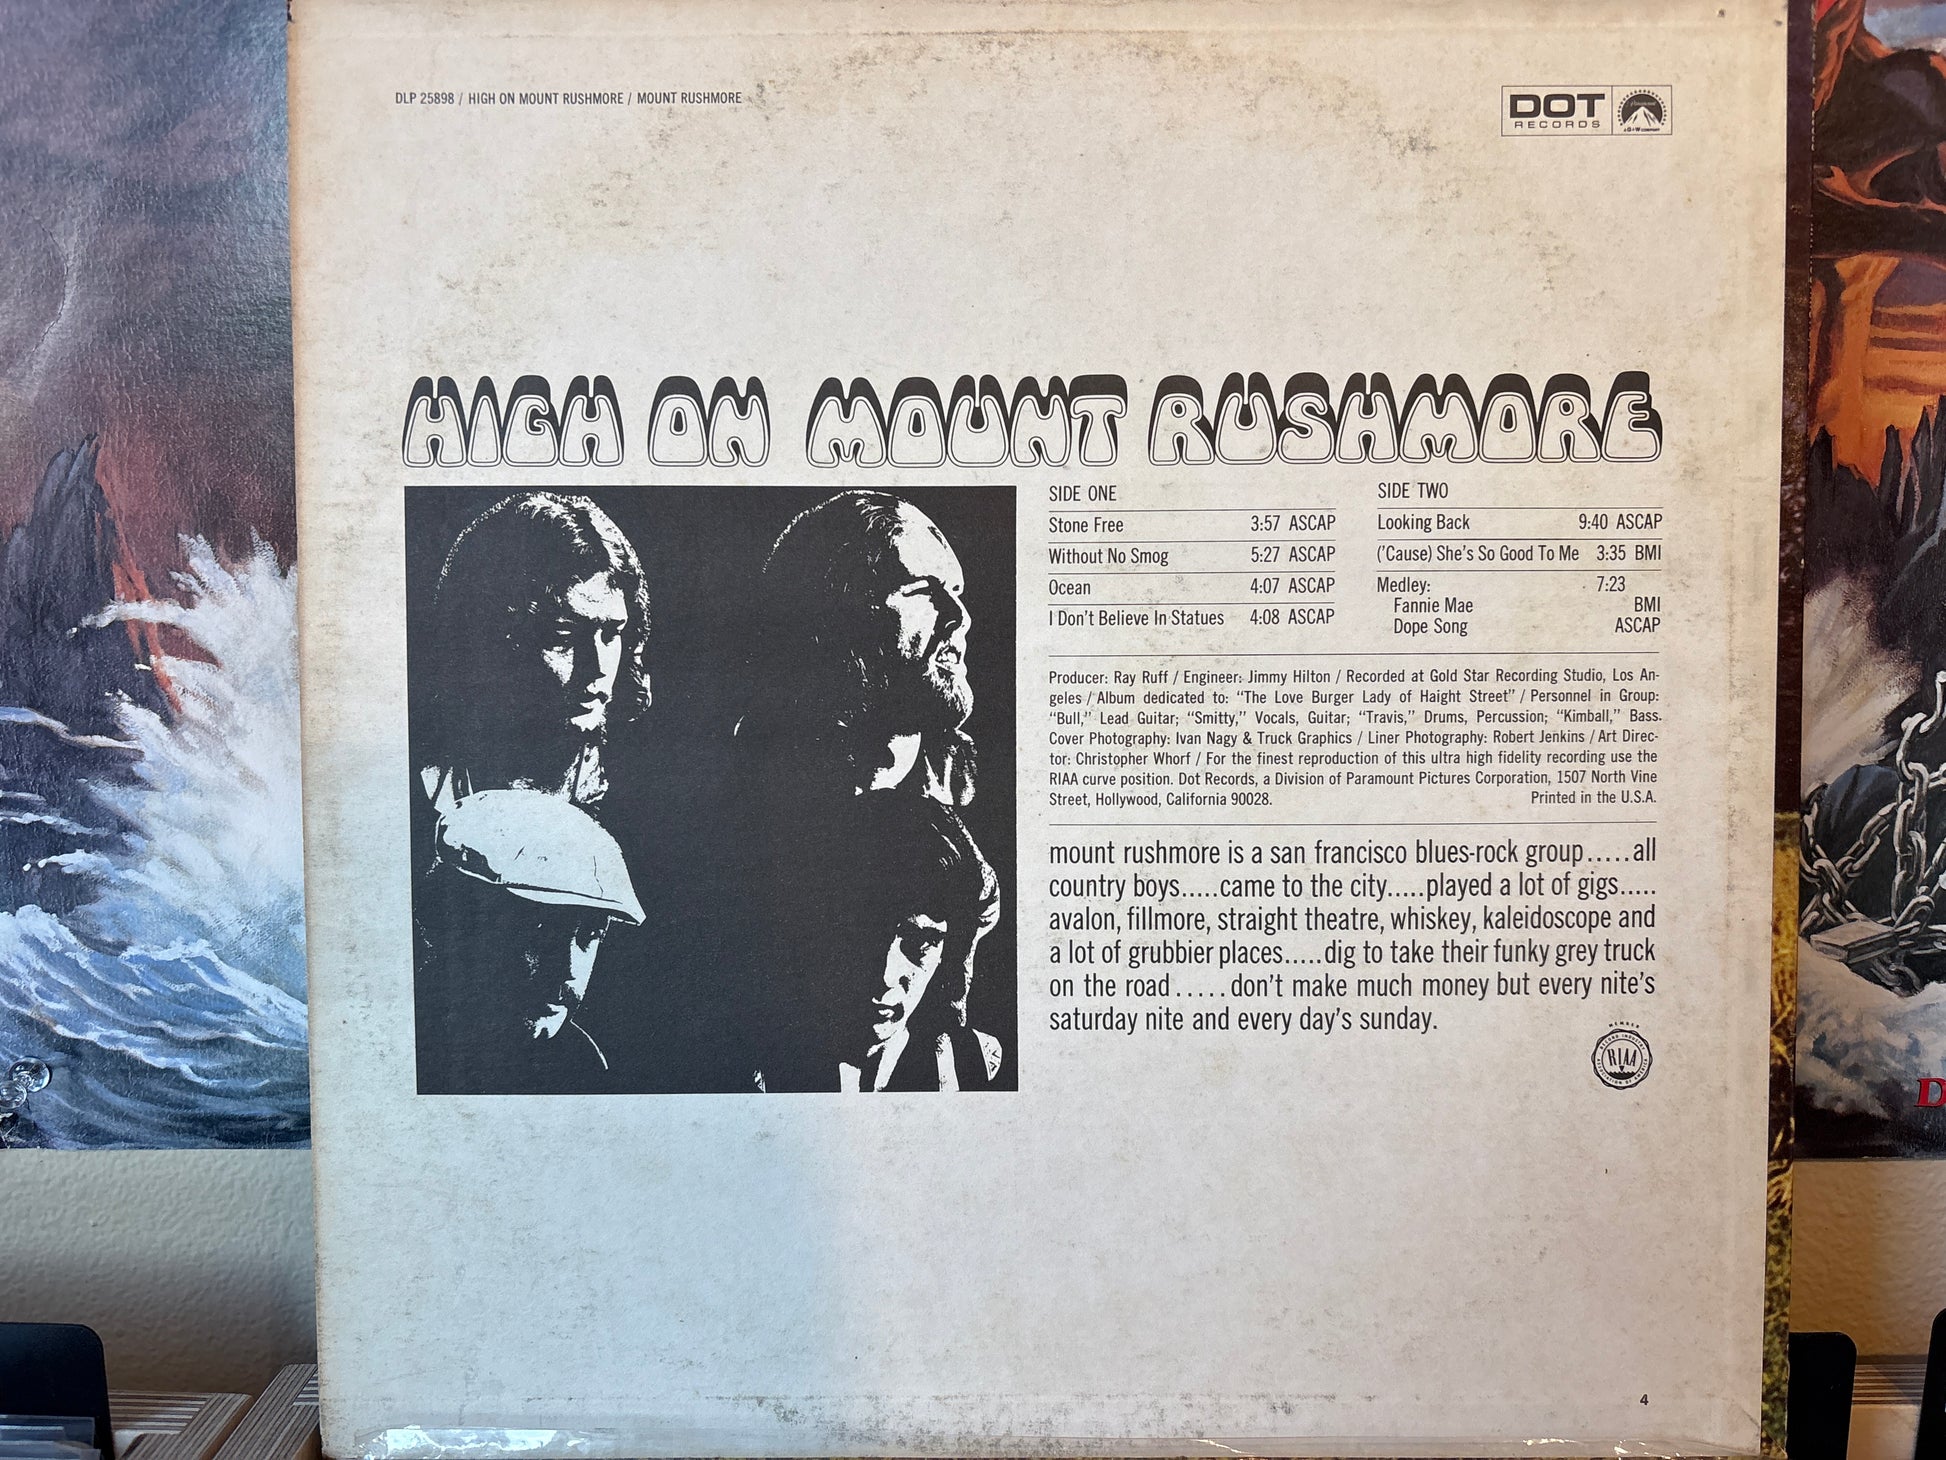 DLP 25898 / HIGH ON MOUNT RUSHMORE / MOUNT RUSHMORE
DOT
RECORDS
Paramount
A G+W COMPANY
HIGH ON MOUNT RUSHMORE
SIDE ONE
Stone Free 3:57 ASCAP
Without No Smog 5:27 ASCAP
Ocean 4:07 ASCAP
I Don't Believe In Statues 4:08 ASCAP
SIDE TWO
Looking Back 9:40 ASCAP
('Cause) She's So Good To Me 3:35 BMI
Medley: 7:23
Fannie Mae BMI
Dope Song ASCAP
Producer: Ray Ruff / Engineer: Jimmy Hilton / Recorded at Gold Star Recording Studio, Los An-
geles / Album dedicated to: “The Love Burger Lady of Haight Street” / Personnel in Group:
“Bull,” Lead Guitar; “Smitty,” Vocals, Guitar; “Travis,” Drums, Percussion; “Kimball,” Bass.
Cover Photography: Ivan Nagy & Truck Graphics / Liner Photography: Robert Jenkins / Art Direc-
tor: Christopher Whorf / For the finest reproduction of this ultra high fidelity recording use the
RIAA curve position. Dot Records, a Division of Paramount Pictures Corporation, 1507 North Vine
Street, Hollywood, California 90028. Printed in the U.S.A.
mount rushmore is a san francisco blues-rock group.....all
country boys.....came to the city.....played a lot of gigs.....
avalon, fillmore, straight theatre, whiskey, kaleidoscope and
a lot of grubbier places.....dig to take their funky grey truck
on the road.....don't make much money but every nite's
saturday nite and every day's sunday.
MEMBER
RECORD INDUSTRY
RIAA
ASSOCIATION OF AMERICA
D
4